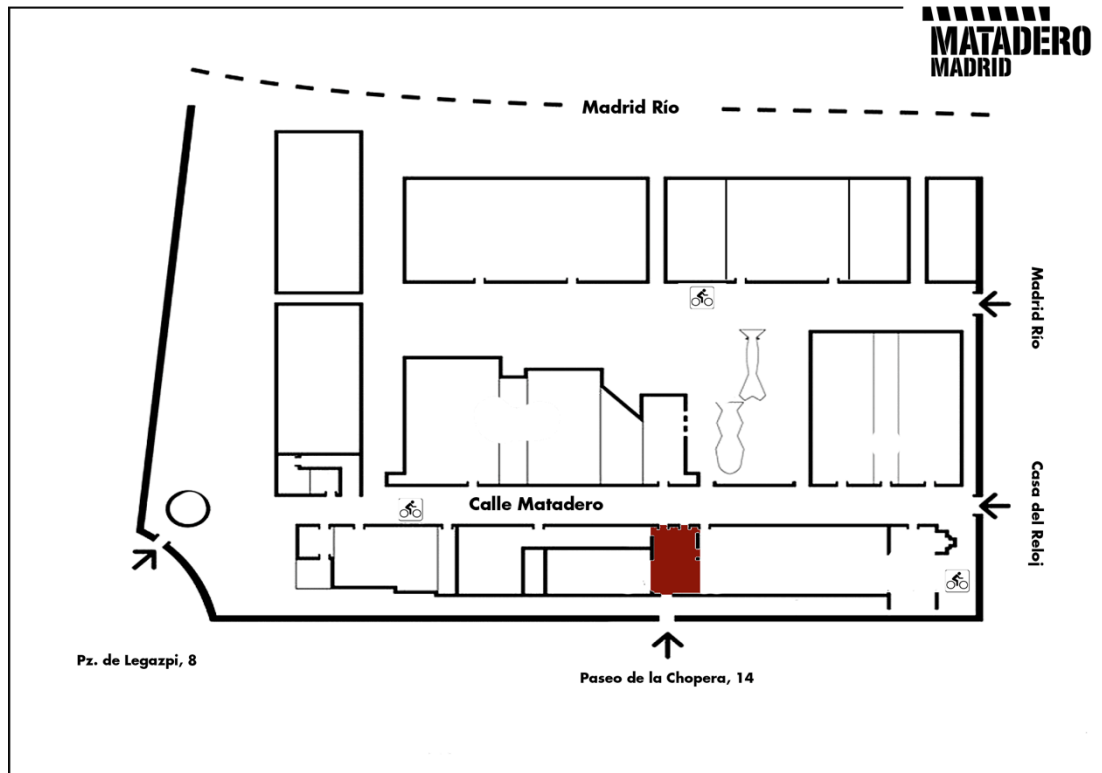 MATADERO
MADRID
Madrid Río
Madrid Río
Casa del Reloj
Calle Matadero
Pz. de Legazpi, 8
Paseo de la Chopera, 14